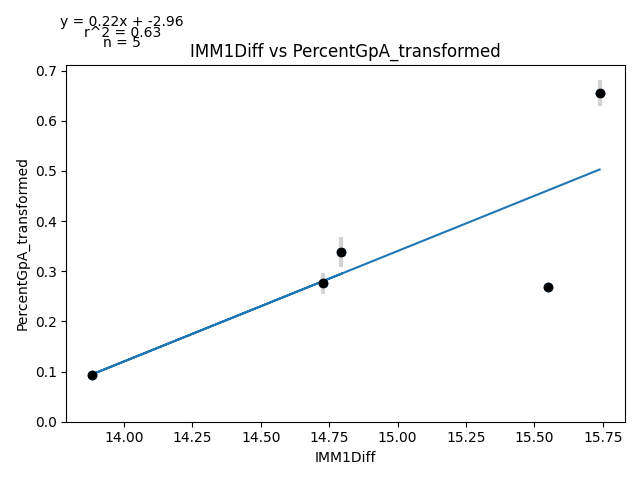 y = 0.22x + -2.96
r^2 = 0.63
n = 5
IMM1Diff vs PercentGpA_transformed
0.7
0.6
0.5
0.4
0.3
0.2
0.1
0.0
PercentGpA_transformed
14.00 14.25 14.50 14.75 15.00 15.25 15.50 15.75
IMM1Diff